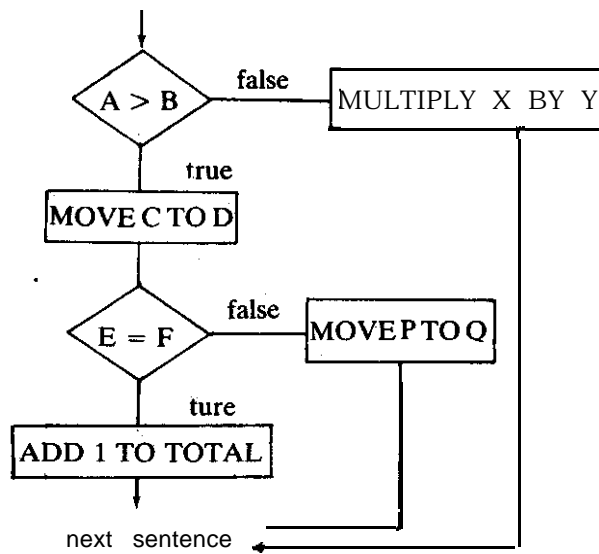 false
A > B
MULTIPLY X BY Y
true
MOVE C TO D
false
E = F
MOVE P TO Q
ture
ADD 1 TO TOTAL
next sentence